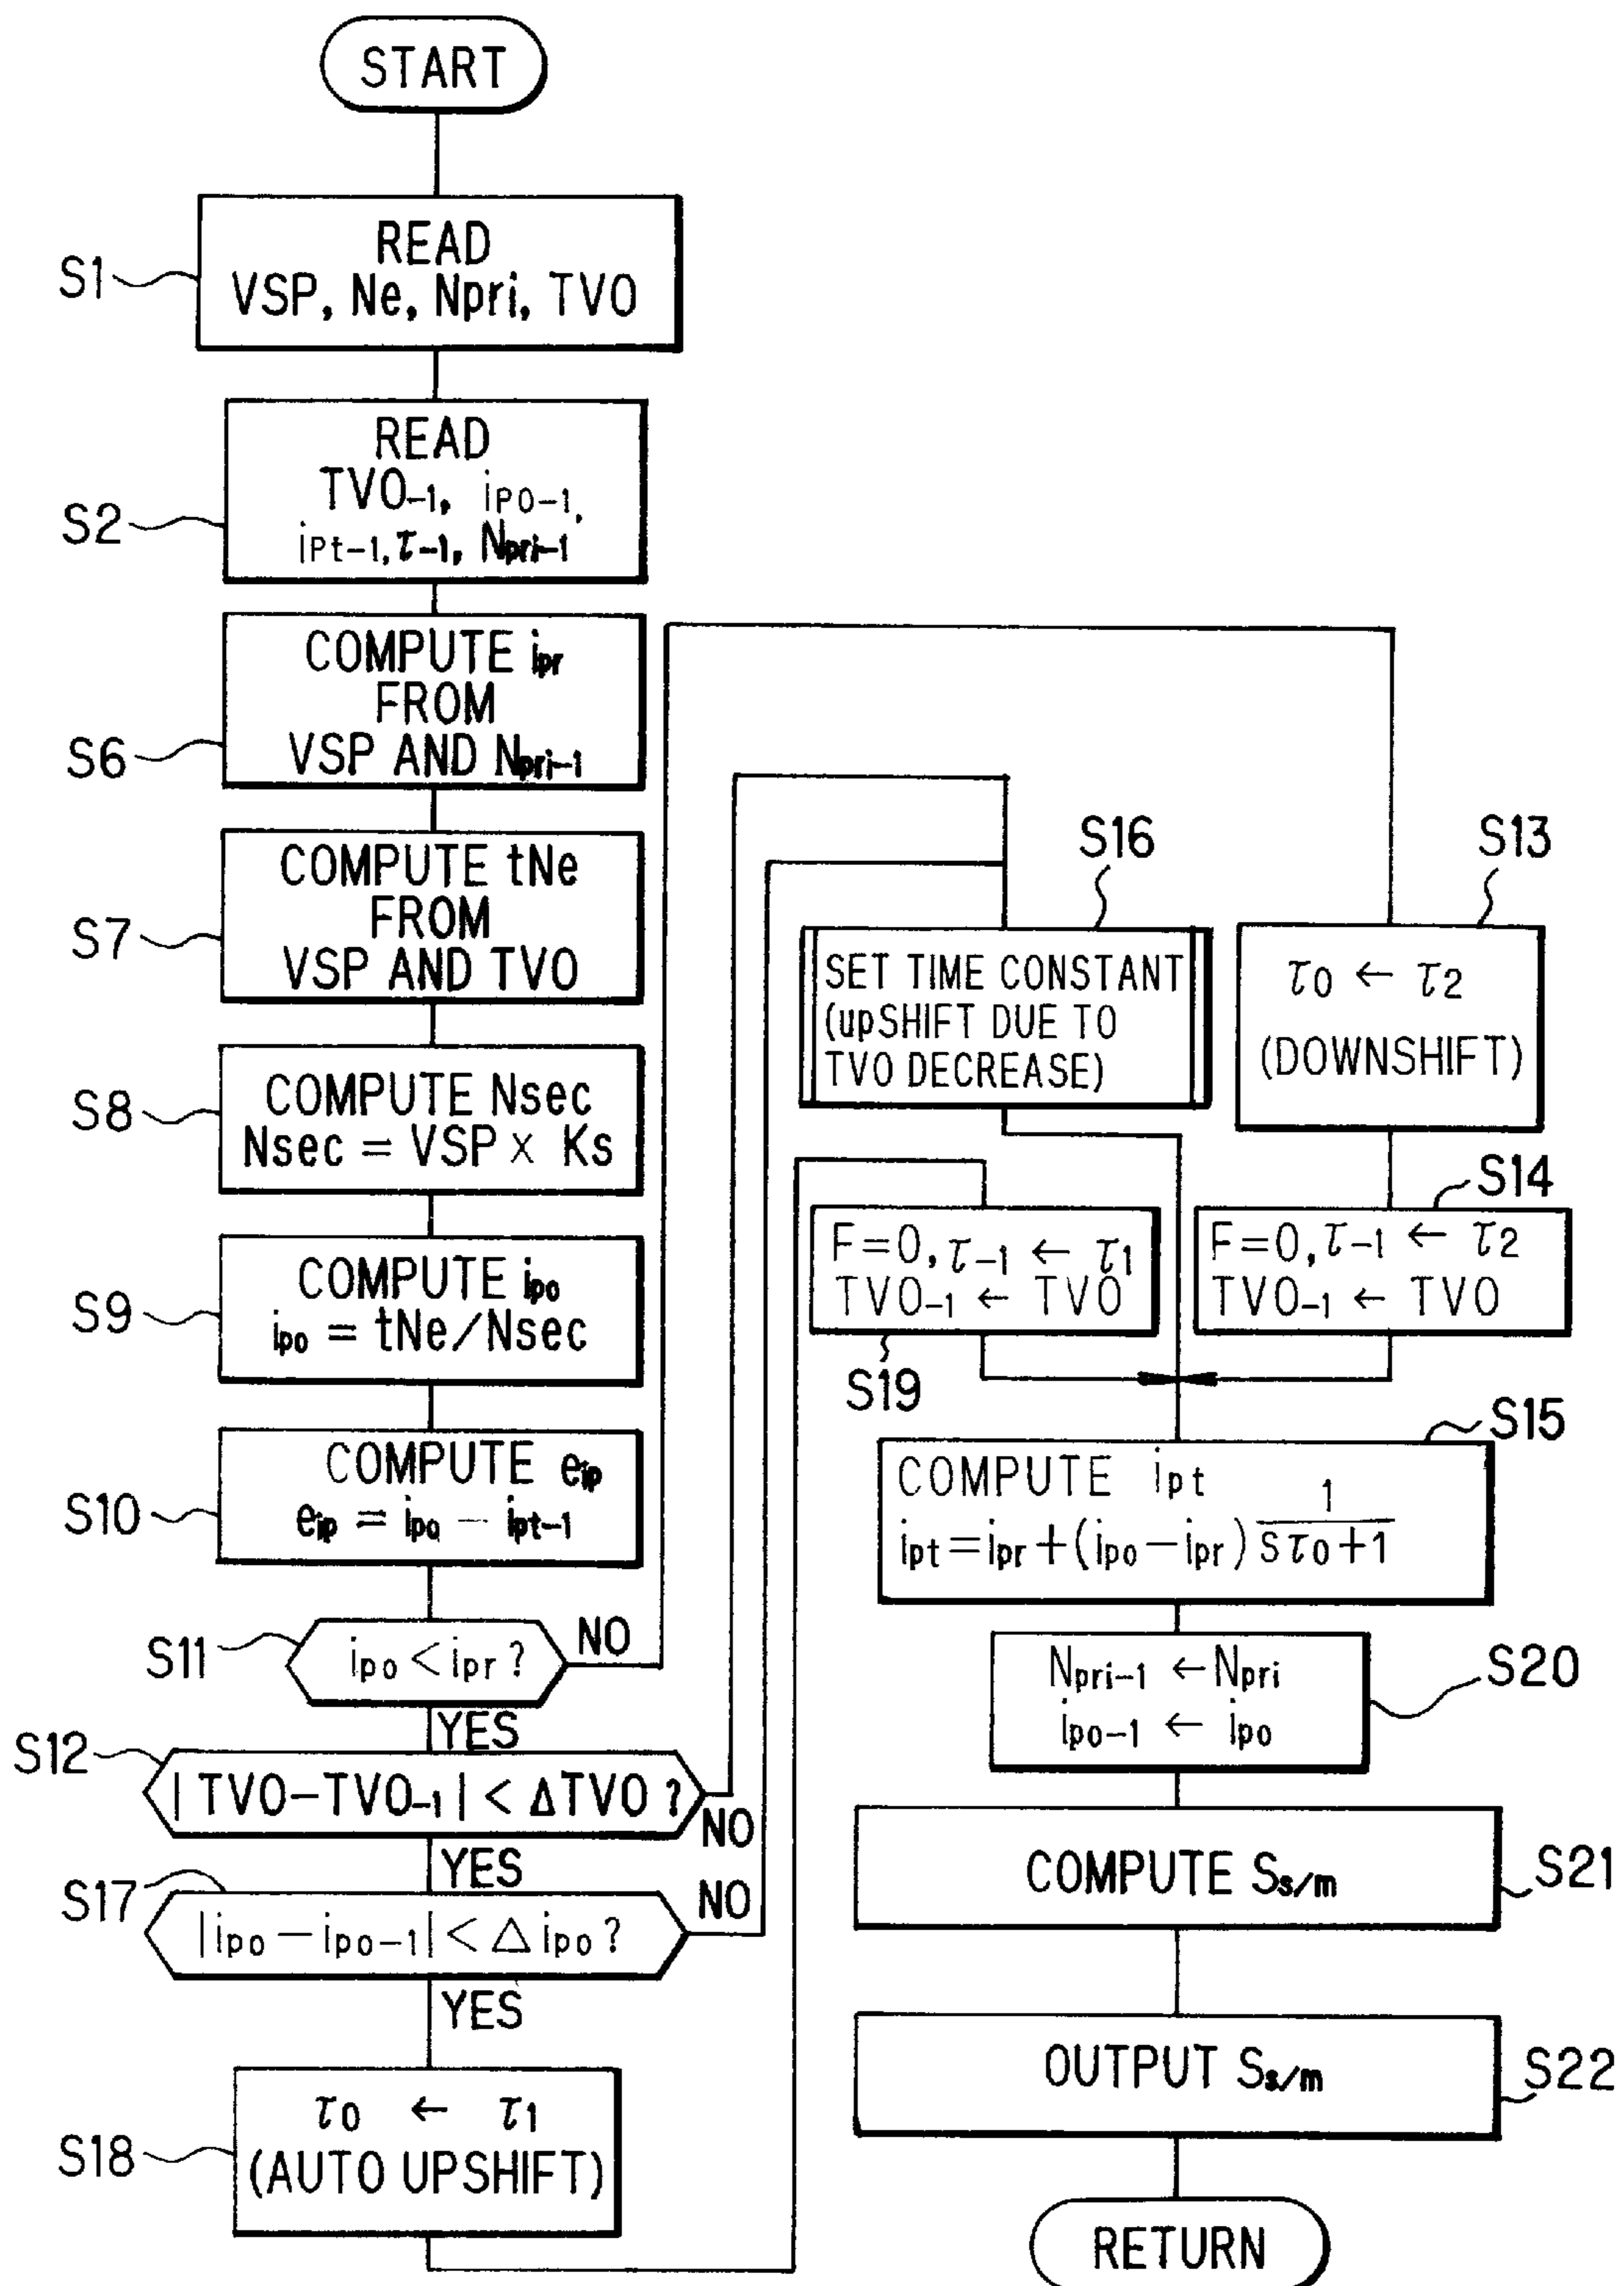 START
S1
READ
VSP, Ne, Npri, TVO
S2
READ
TVO-1, iPO-1,
iPt-1, τ-1, Npri-1
S6
COMPUTE ipr
FROM
VSP AND Npri-1
S7
COMPUTE tNe
FROM
VSP AND TVO
S8
COMPUTE Nsec
Nsec = VSP × Ks
S9
COMPUTE ipo
ipo = tNe/Nsec
S10
COMPUTE eip
eip = ipo – ipt-1
S11
ipo < ipr ?
NO
YES
S12
| TVO–TVO-1 | < ΔTVO ?
NO
YES
S17
|ipo – ipo-1| < Δ ipo ?
NO
YES
S18
τ0 ← τ1
(AUTO UPSHIFT)
S16
SET TIME CONSTANT
(upSHIFT DUE TO
TVO DECREASE)
S13
τ0 ← τ2
(DOWNSHIFT)
S19
F=0, τ-1 ← τ1
TVO-1 ← TVO
S14
F=0, τ-1 ← τ2
TVO-1 ← TVO
S15
COMPUTE ipt
ipt = ipr + (ipo – ipr) 1/(sτ0+1)
S20
Npri-1 ← Npri
ipo-1 ← ipo
S21
COMPUTE Ss/m
S22
OUTPUT Ss/m
RETURN